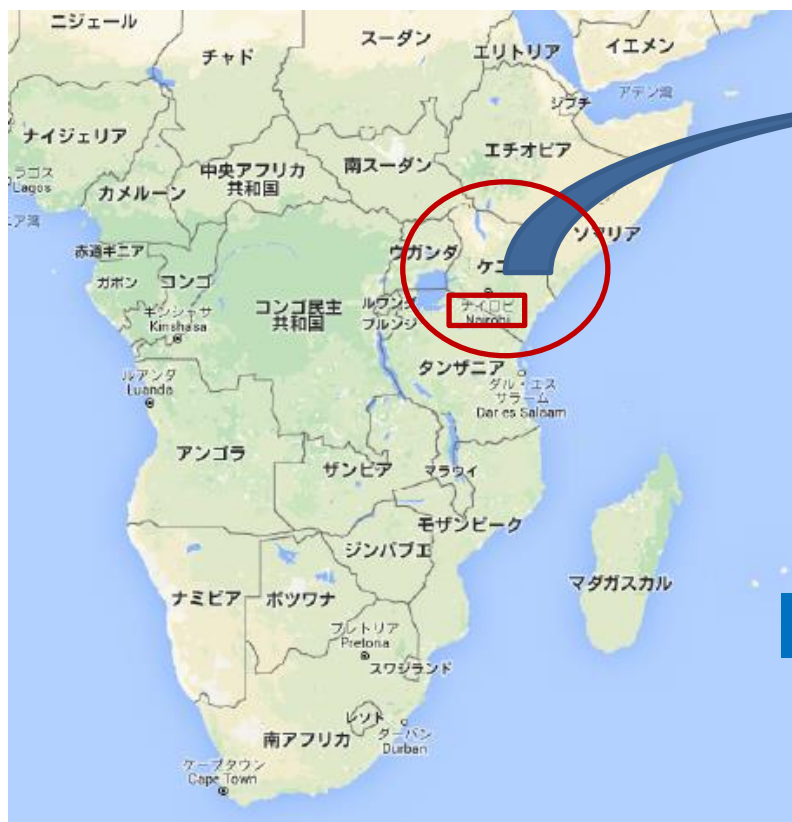 ニジェール
チャド
スーダン
エリトリア
イエメン
アデン湾
ジブチ
ナイジェリア
エチオピア
中央アフリカ
共和国
南スーダン
ラゴス
Lagos
カメルーン
ソマリア
ウガンダ
赤道ギニア
ガボン
コンゴ
コンゴ民主
共和国
ルワンダ
ブルンジ
ナイロビ
Nairobi
キンシャサ
Kinshasa
タンザニア
ダル・エス
サラーム
Dar es Salaam
ルアンダ
Luanda
アンゴラ
ザンビア
マラウイ
モザンビーク
ジンバブエ
マダガスカル
ナミビア
ボツワナ
プレトリア
Pretoria
スワジランド
レソト
南アフリカ
ダーバン
Durban
ケープタウン
Cape Town